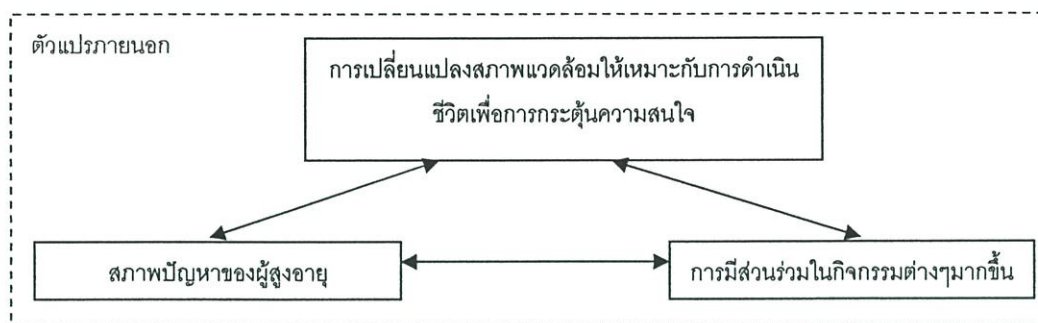 ตัวแปรภายนอก
การเปลี่ยนแปลงสภาพแวดล้อมให้เหมาะกับการดำเนิน
ชีวิตเพื่อการกระตุ้นความสนใจ
สภาพปัญหาของผู้สูงอายุ
การมีส่วนร่วมในกิจกรรมต่างๆมากขึ้น